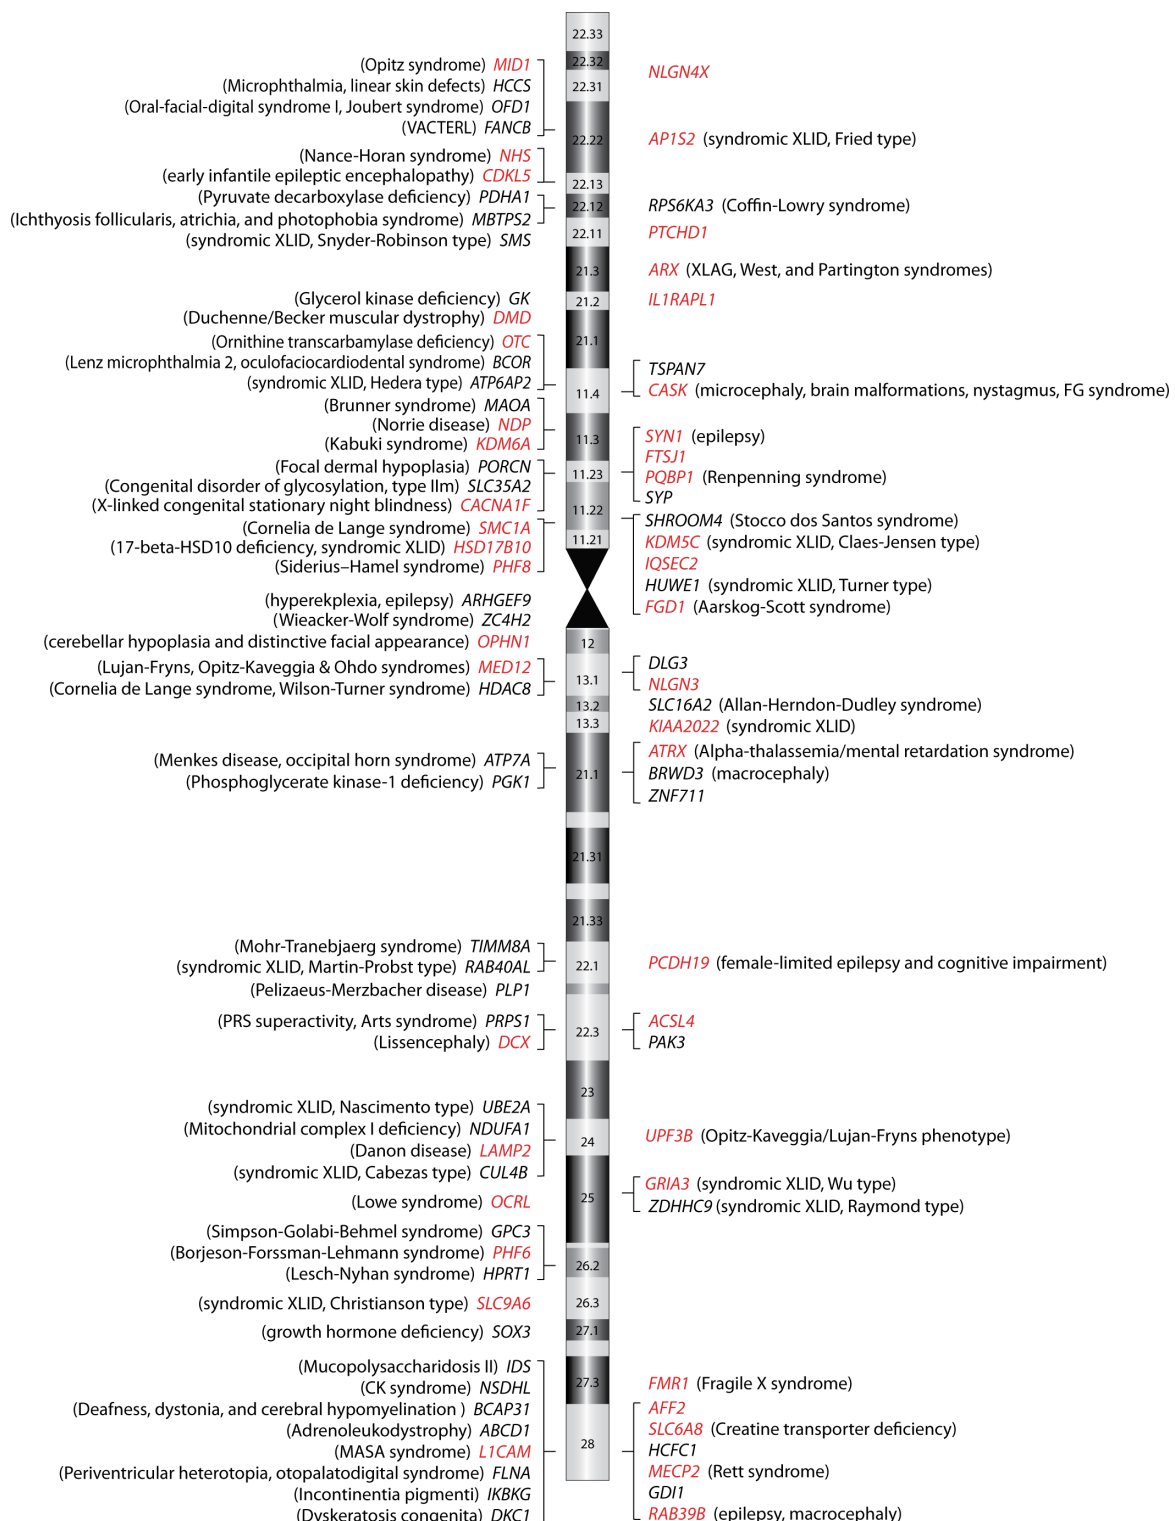 22.33
22.32
22.31
22.22
22.13
22.12
22.11
21.3
21.2
21.1
11.4
11.3
11.23
11.22
11.21
12
13.1
13.2
13.3
21.1
21.31
21.33
22.1
22.3
23
24
25
26.2
26.3
27.1
27.3
28
(Opitz syndrome) MID1
(Microphthalmia, linear skin defects) HCCS
(Oral-facial-digital syndrome I, Joubert syndrome) OFD1
(VACTERL) FANCB
(Nance-Horan syndrome) NHS
(early infantile epileptic encephalopathy) CDKL5
(Pyruvate decarboxylase deficiency) PDHA1
(Ichthyosis follicularis, atrichia, and photophobia syndrome) MBTPS2
(syndromic XLID, Snyder-Robinson type) SMS
(Glycerol kinase deficiency) GK
(Duchenne/Becker muscular dystrophy) DMD
(Ornithine transcarbamylase deficiency) OTC
(Lenz microphthalmia 2, oculofaciocardiodental syndrome) BCOR
(syndromic XLID, Hedera type) ATP6AP2
(Brunner syndrome) MAOA
(Norrie disease) NDP
(Kabuki syndrome) KDM6A
(Focal dermal hypoplasia) PORCN
(Congenital disorder of glycosylation, type IIm) SLC35A2
(X-linked congenital stationary night blindness) CACNA1F
(Cornelia de Lange syndrome) SMC1A
(17-beta-HSD10 deficiency, syndromic XLID) HSD17B10
(Siderius–Hamel syndrome) PHF8
(hyperekplexia, epilepsy) ARHGEF9
(Wieacker-Wolf syndrome) ZC4H2
(cerebellar hypoplasia and distinctive facial appearance) OPHN1
(Lujan-Fryns, Opitz-Kaveggia & Ohdo syndromes) MED12
(Cornelia de Lange syndrome, Wilson-Turner syndrome) HDAC8
(Menkes disease, occipital horn syndrome) ATP7A
(Phosphoglycerate kinase-1 deficiency) PGK1
(Mohr-Tranebjaerg syndrome) TIMM8A
(syndromic XLID, Martin-Probst type) RAB40AL
(Pelizaeus-Merzbacher disease) PLP1
(PRS superactivity, Arts syndrome) PRPS1
(Lissencephaly) DCX
(syndromic XLID, Nascimento type) UBE2A
(Mitochondrial complex I deficiency) NDUFA1
(Danon disease) LAMP2
(syndromic XLID, Cabezas type) CUL4B
(Lowe syndrome) OCRL
(Simpson-Golabi-Behmel syndrome) GPC3
(Borjeson-Forssman-Lehmann syndrome) PHF6
(Lesch-Nyhan syndrome) HPRT1
(syndromic XLID, Christianson type) SLC9A6
(growth hormone deficiency) SOX3
(Mucopolysaccharidosis II) IDS
(CK syndrome) NSDHL
(Deafness, dystonia, and cerebral hypomyelination ) BCAP31
(Adrenoleukodystrophy) ABCD1
(MASA syndrome) L1CAM
(Periventricular heterotopia, otopalatodigital syndrome) FLNA
(Incontinentia pigmenti) IKBKG
(Dyskeratosis congenita) DKC1
NLGN4X
AP1S2 (syndromic XLID, Fried type)
RPS6KA3 (Coffin-Lowry syndrome)
PTCHD1
ARX (XLAG, West, and Partington syndromes)
IL1RAPL1
TSPAN7
CASK (microcephaly, brain malformations, nystagmus, FG syndrome)
SYN1 (epilepsy)
FTSJ1
PQBP1 (Renpenning syndrome)
SYP
SHROOM4 (Stocco dos Santos syndrome)
KDM5C (syndromic XLID, Claes-Jensen type)
IQSEC2
HUWE1 (syndromic XLID, Turner type)
FGD1 (Aarskog-Scott syndrome)
DLG3
NLGN3
SLC16A2 (Allan-Herndon-Dudley syndrome)
KIAA2022 (syndromic XLID)
ATRX (Alpha-thalassemia/mental retardation syndrome)
BRWD3 (macrocephaly)
ZNF711
PCDH19 (female-limited epilepsy and cognitive impairment)
ACSL4
PAK3
UPF3B (Opitz-Kaveggia/Lujan-Fryns phenotype)
GRIA3 (syndromic XLID, Wu type)
ZDHHC9 (syndromic XLID, Raymond type)
FMR1 (Fragile X syndrome)
AFF2
SLC6A8 (Creatine transporter deficiency)
HCFC1
MECP2 (Rett syndrome)
GDI1
RAB39B (epilepsy, macrocephaly)